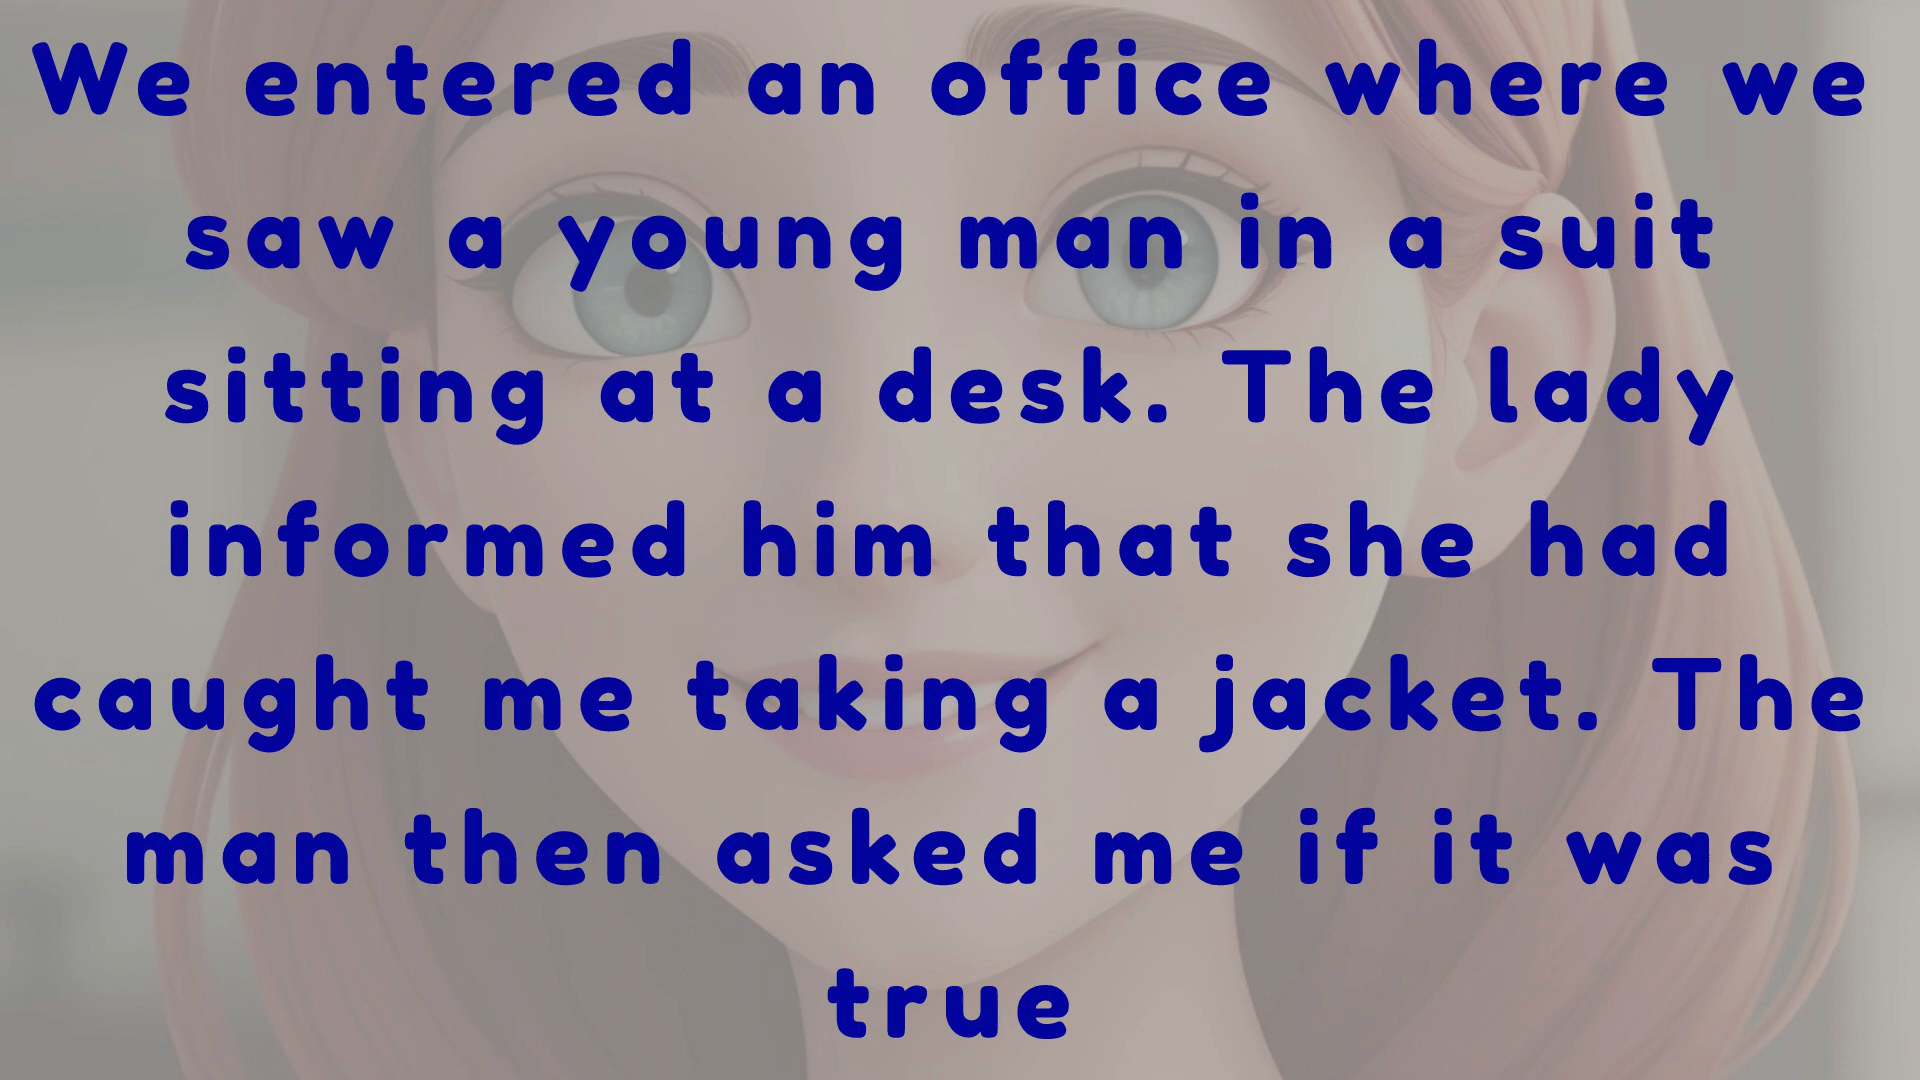 We entered an office where we
saw a young man in a suit
sitting at a desk. The lady
informed him that she had
caught me taking a jacket. The
man then asked me if it was
true